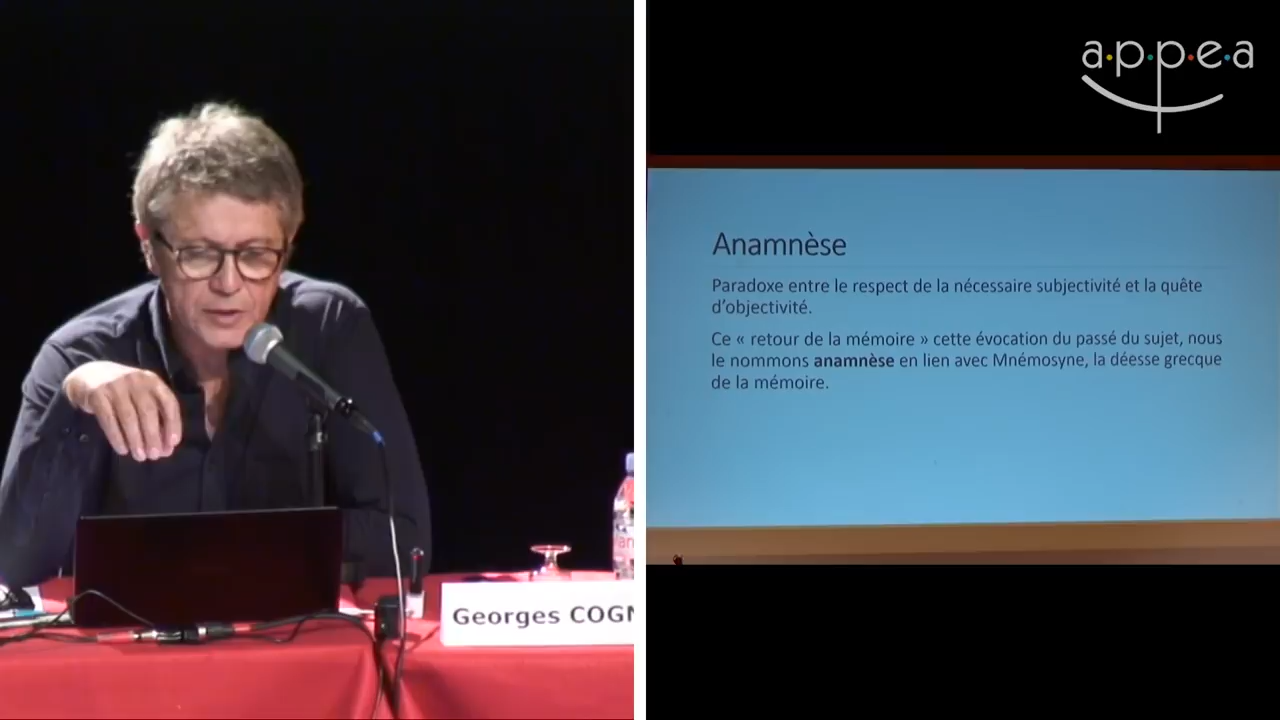 a·p·p·e·a
Anamnèse
Paradoxe entre le respect de la nécessaire subjectivité et la quête
d'objectivité.
Ce « retour de la mémoire » cette évocation du passé du sujet, nous
le nommons anamnèse en lien avec Mnémosyne, la déesse grecque
de la mémoire.
Georges COGN